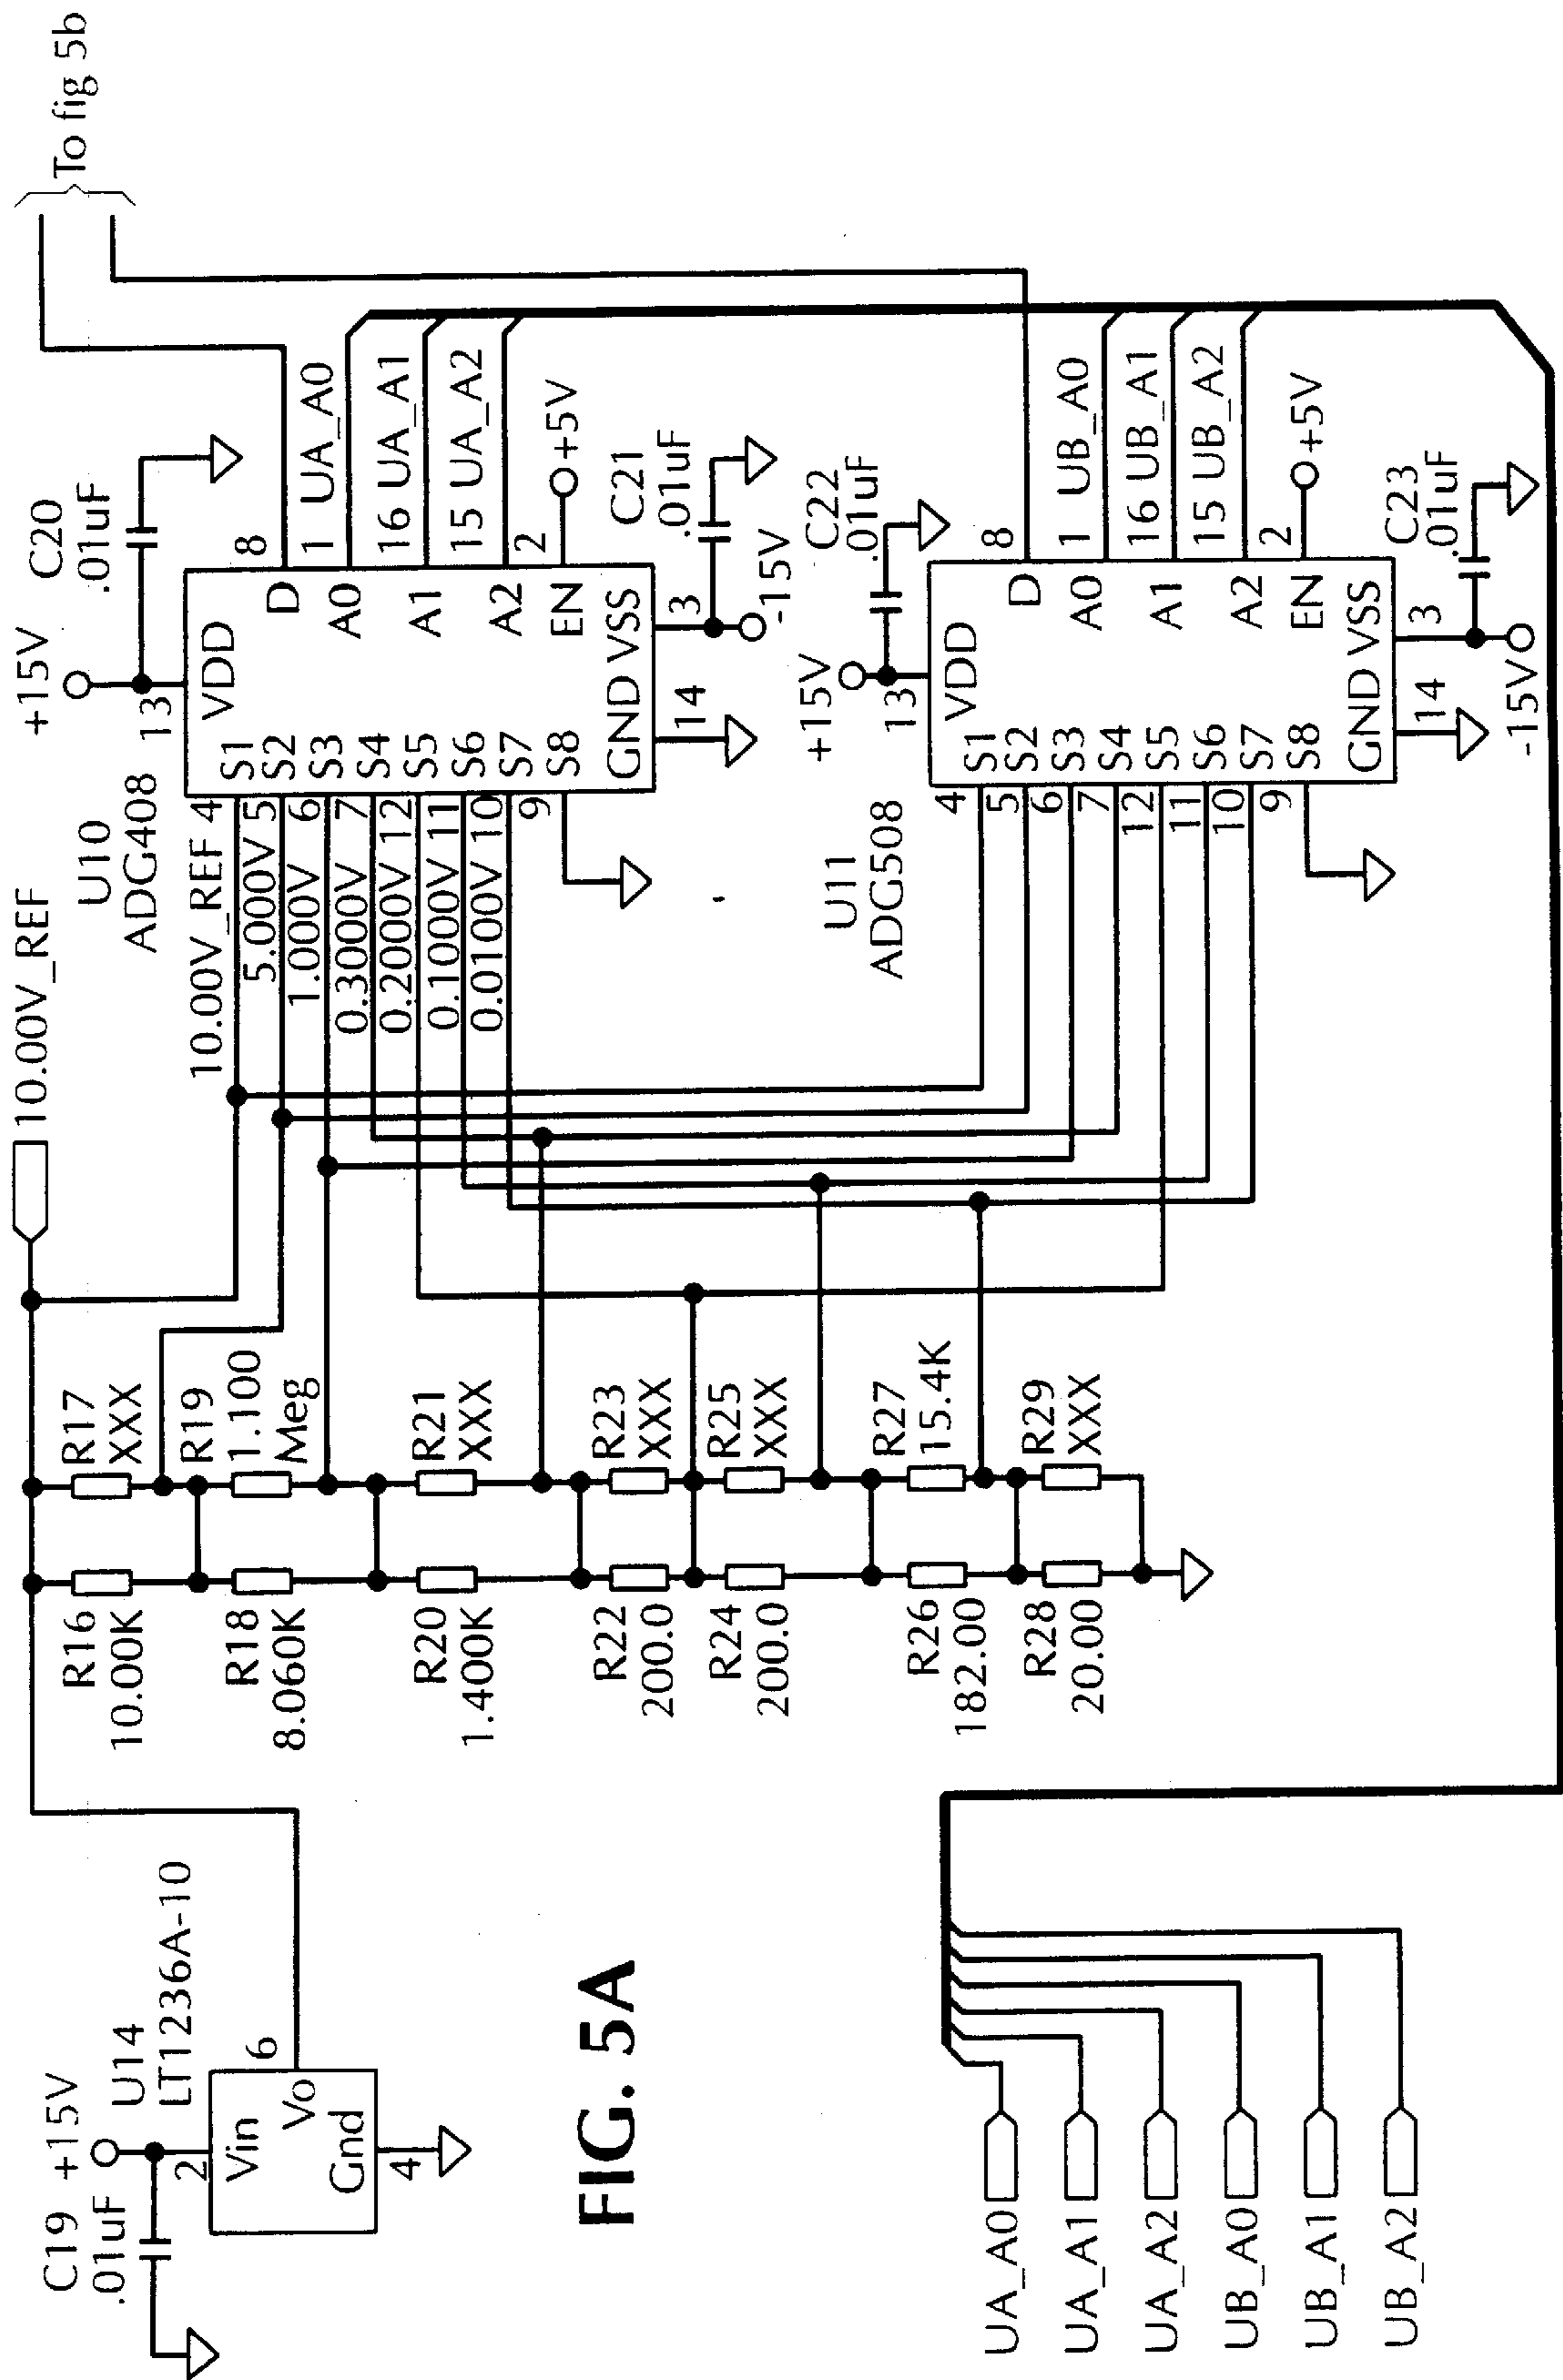 FIG. 5A
C19
.01uF
+15V
U14
LT1236A-10
2
Vin
Vo
6
Gnd
4
10.00V_REF
R16
10.00K
R17
XXX
R18
8.060K
R19
1.100
Meg
R20
1.400K
R21
XXX
R22
200.0
R23
XXX
R24
200.0
R25
XXX
R26
182.00
R27
15.4K
R28
20.00
R29
XXX
U10
ADG408
+15V
13
C20
.01uF
VDD
10.00V_REF 4
S1
5.000V 5
S2
1.000V 6
S3
0.3000V 7
S4
0.2000V 12
S5
0.1000V 11
S6
0.0100V 10
S7
9
S8
D
8
A0
1 UA_A0
A1
16 UA_A1
A2
15 UA_A2
EN
2
+5V
GND VSS
14
3
-15V
C21
.01uF
To fig 5b
U11
ADG508
+15V
13
C22
.01uF
VDD
4
S1
5
S2
6
S3
7
S4
12
S5
11
S6
10
S7
9
S8
D
8
A0
1 UB_A0
A1
16 UB_A1
A2
15 UB_A2
EN
2
+5V
GND VSS
14
3
-15V
C23
.01uF
UA_A0
UA_A1
UA_A2
UB_A0
UB_A1
UB_A2